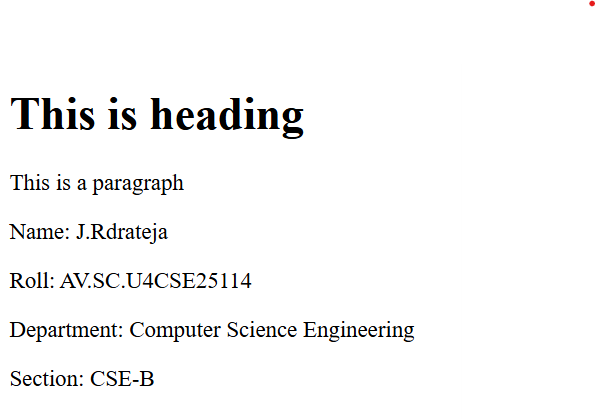 This is heading
This is a paragraph
Name: J.Rdrateja
Roll: AV.SC.U4CSE25114
Department: Computer Science Engineering
Section: CSE-B